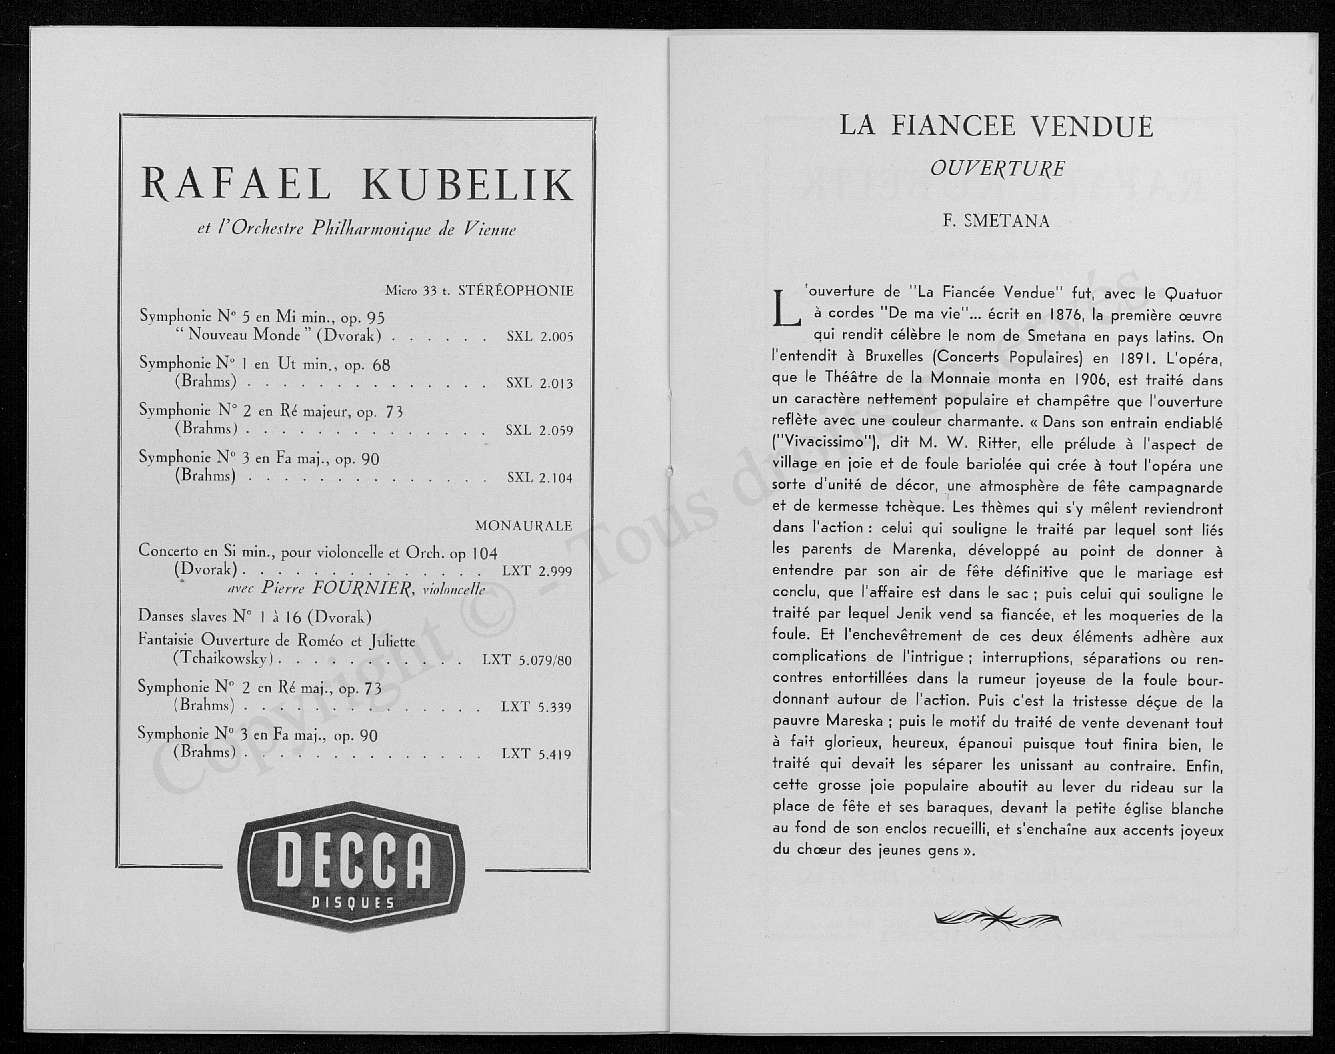 RAFAEL KUBELIK
et l'Orchestre Philharmonique de Vienne
Micro 33 t. STÉRÉOPHONIE
Symphonie N° 5 en Mi min., op. 95
" Nouveau Monde " (Dvorak) . . . . . . SXL 2.005
Symphonie N° 1 en Ut min., op. 68
(Brahms) . . . . . . . . . . . . . . SXL 2.013
Symphonie N° 2 en Ré majeur, op. 73
(Brahms) . . . . . . . . . . . . . . SXL 2.059
Symphonie N° 3 en Fa maj., op. 90
(Brahms) . . . . . . . . . . . . . . SXL 2.104
MONAURALE
Concerto en Si min., pour violoncelle et Orch. op 104
(Dvorak) . . . . . . . . . . . . . . LXT 2.999
avec Pierre FOURNIER, violoncelle
Danses slaves N° 1 à 16 (Dvorak)
Fantaisie Ouverture de Roméo et Juliette
(Tchaikowsky) . . . . . . . . . . . LXT 5.079/80
Symphonie N° 2 en Ré maj., op. 73
(Brahms) . . . . . . . . . . . . . . LXT 5.339
Symphonie N° 3 en Fa maj., op. 90
(Brahms) . . . . . . . . . . . . . . LXT 5.419
DECCA
DISQUES
LA FIANCEE VENDUE
OUVERTURE
F. SMETANA
L'ouverture de "La Fiancée Vendue" fut, avec le Quatuor
à cordes "De ma vie"... écrit en 1876, la première œuvre
qui rendit célèbre le nom de Smetana en pays latins. On
l'entendit à Bruxelles (Concerts Populaires) en 1891. L'opéra,
que le Théâtre de la Monnaie monta en 1906, est traité dans
un caractère nettement populaire et champêtre que l'ouverture
reflète avec une couleur charmante. « Dans son entrain endiablé
("Vivacissimo"), dit M. W. Ritter, elle prélude à l'aspect de
village en joie et de foule bariolée qui crée à tout l'opéra une
sorte d'unité de décor, une atmosphère de fête campagnarde
et de kermesse tchèque. Les thèmes qui s'y mêlent reviendront
dans l'action : celui qui souligne le traité par lequel sont liés
les parents de Marenka, développé au point de donner à
entendre par son air de fête définitive que le mariage est
conclu, que l'affaire est dans le sac ; puis celui qui souligne le
traité par lequel Jenik vend sa fiancée, et les moqueries de la
foule. Et l'enchevêtrement de ces deux éléments adhère aux
complications de l'intrigue ; interruptions, séparations ou ren-
contres entortillées dans la rumeur joyeuse de la foule bour-
donnant autour de l'action. Puis c'est la tristesse déçue de la
pauvre Mareska ; puis le motif du traité de vente devenant tout
à fait glorieux, heureux, épanoui puisque tout finira bien, le
traité qui devait les séparer les unissant au contraire. Enfin,
cette grosse joie populaire aboutit au lever du rideau sur la
place de fête et ses baraques, devant la petite église blanche
au fond de son enclos recueilli, et s'enchaîne aux accents joyeux
du chœur des jeunes gens ».
Copyright © - Tous droits réservés